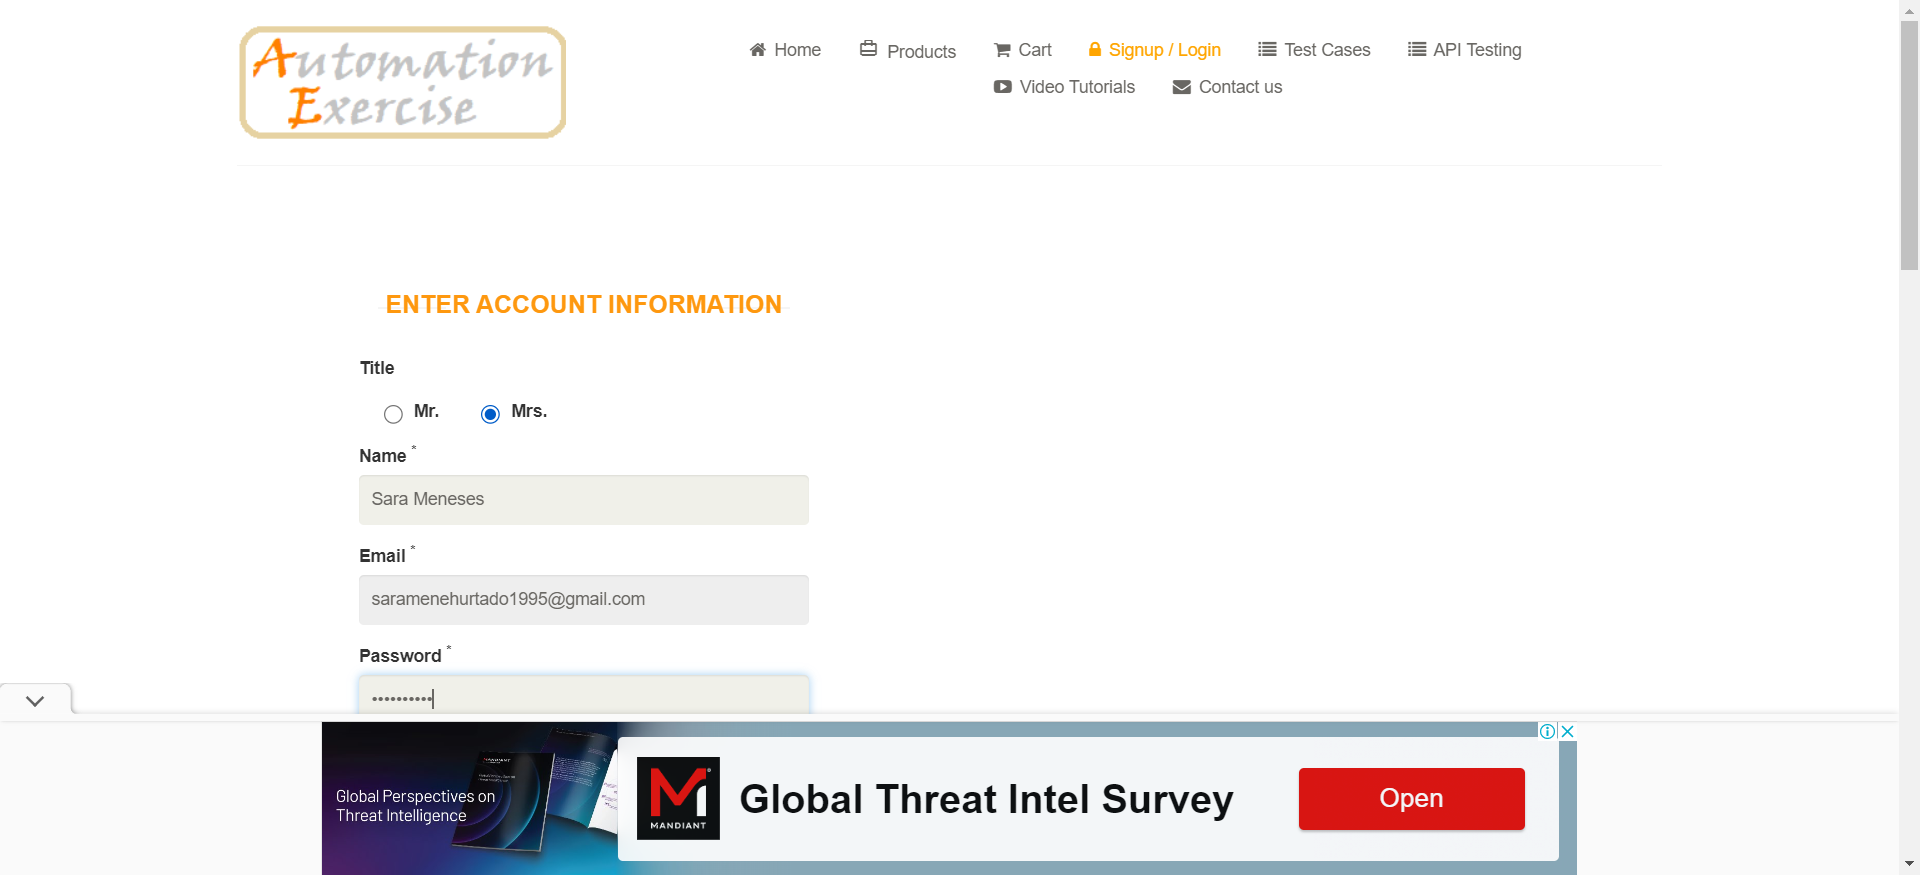 Automation
Exercise
Home
Products
Cart
Signup / Login
Test Cases
API Testing
Video Tutorials
Contact us
ENTER ACCOUNT INFORMATION
Title
Mr.
Mrs.
Name *
Sara Meneses
Email *
saramenehurtado1995@gmail.com
Password *
••••••••••
Global Perspectives on
Threat Intelligence
MANDIANT
Global Threat Intel Survey
Open